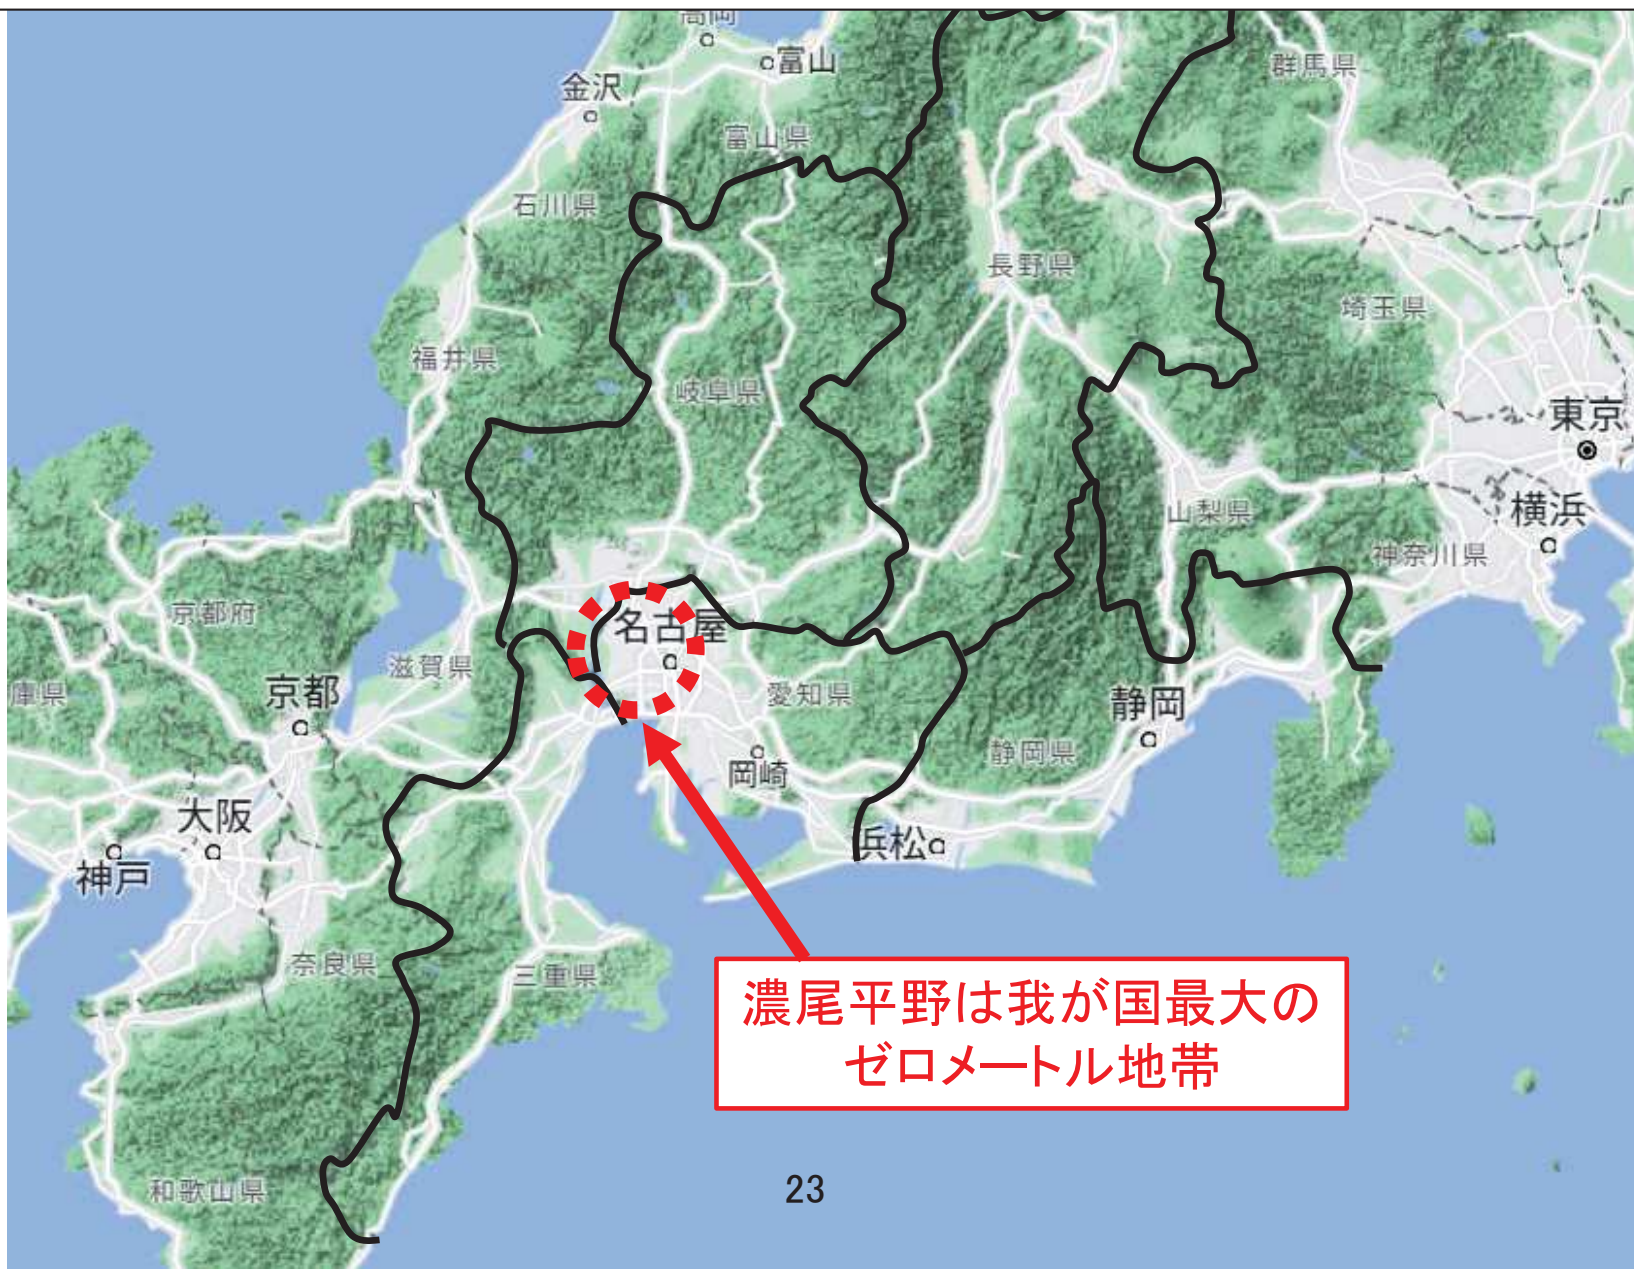 高岡
富山
群馬県
金沢
富山県
石川県
長野県
埼玉県
福井県
岐阜県
東京
横浜
山梨県
神奈川県
京都府
名古屋
滋賀県
庫県
京都
愛知県
静岡
静岡県
岡崎
大阪
浜松
神戸
奈良県
三重県
濃尾平野は我が国最大の
ゼロメートル地帯
和歌山県
23